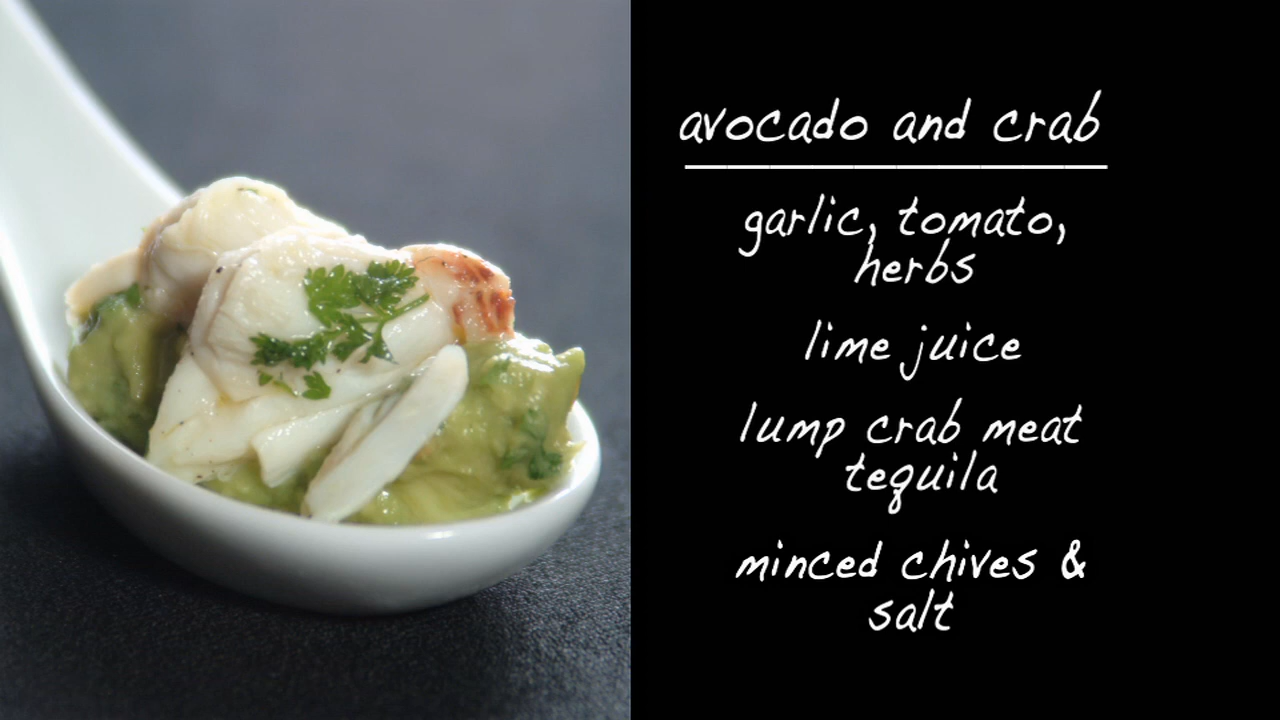 avocado and crab
garlic, tomato,
herbs
lime juice
lump crab meat
tequila
minced chives &
salt